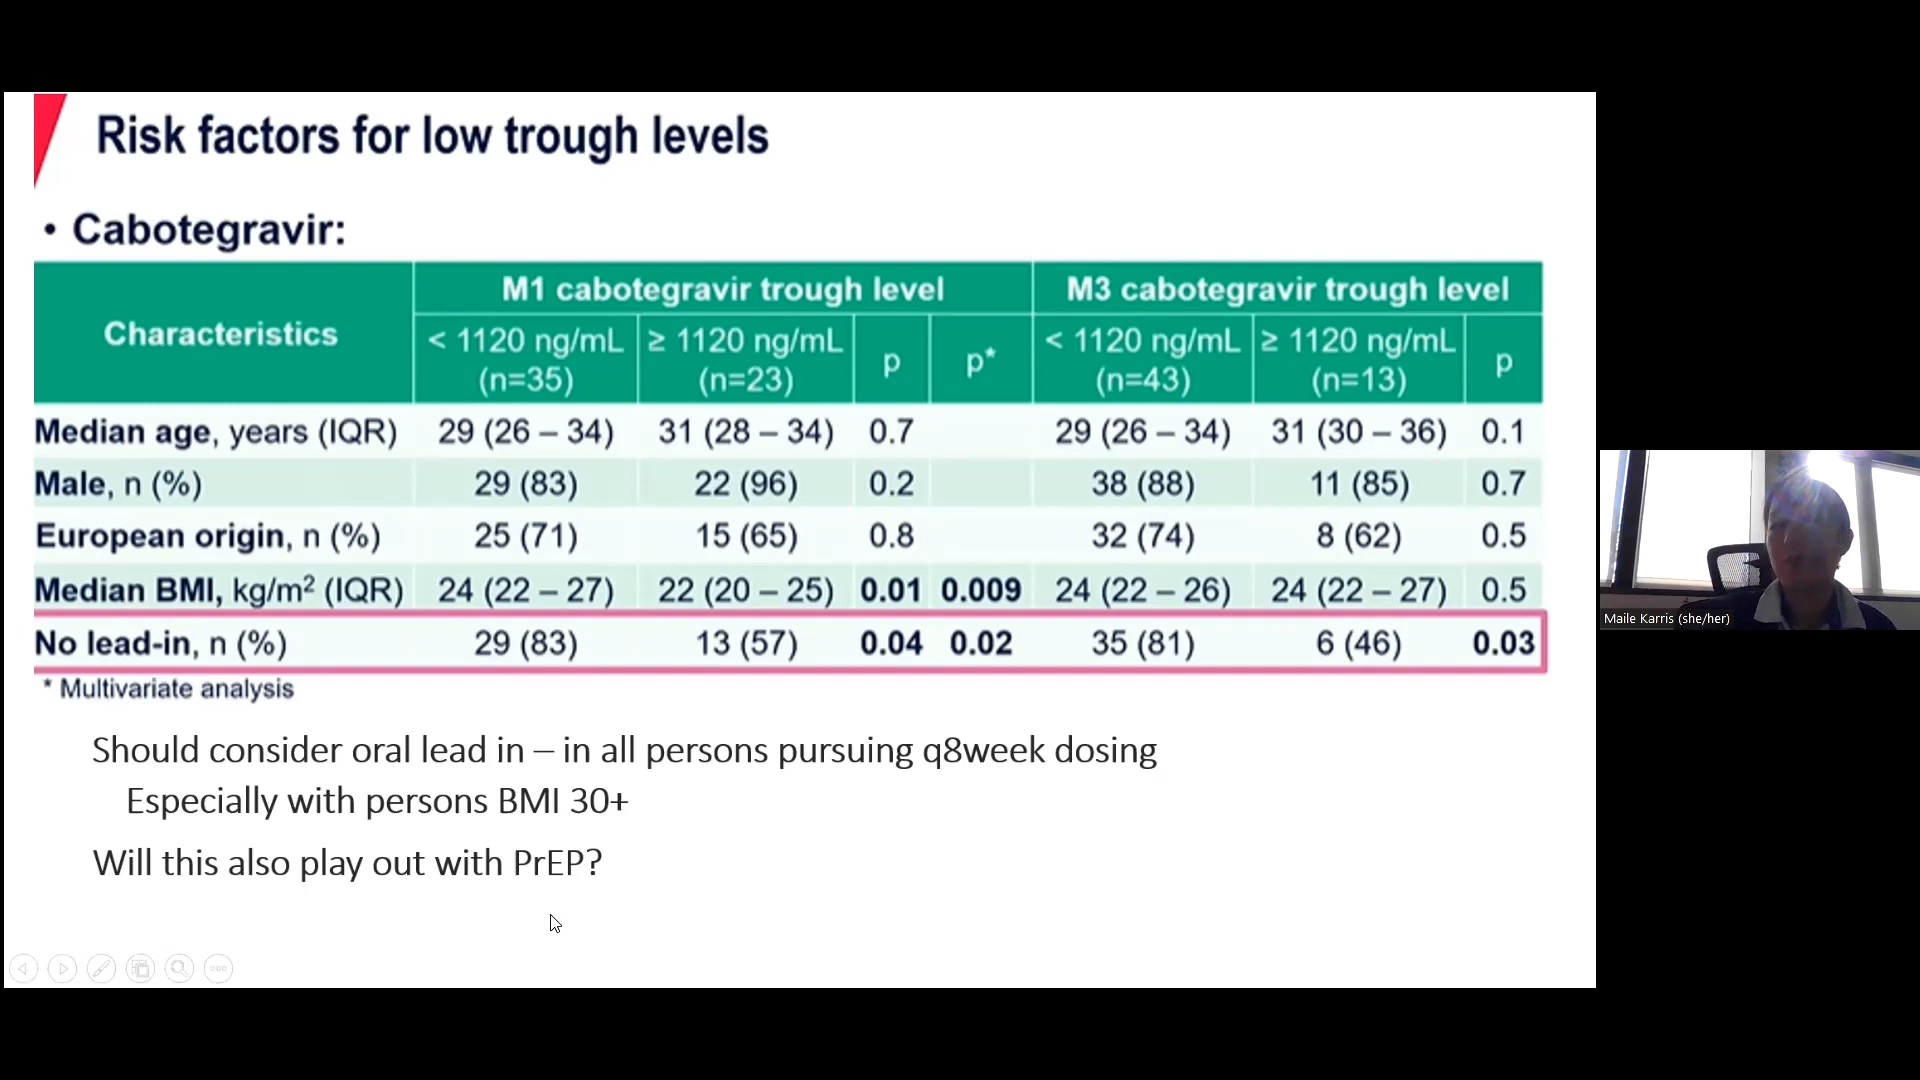 Risk factors for low trough levels
• Cabotegravir:
Characteristics M1 cabotegravir trough level M3 cabotegravir trough level
< 1120 ng/mL (n=35) ≥ 1120 ng/mL (n=23) p p* < 1120 ng/mL (n=43) ≥ 1120 ng/mL (n=13) p
Median age, years (IQR) 29 (26 – 34) 31 (28 – 34) 0.7 29 (26 – 34) 31 (30 – 36) 0.1
Male, n (%) 29 (83) 22 (96) 0.2 38 (88) 11 (85) 0.7
European origin, n (%) 25 (71) 15 (65) 0.8 32 (74) 8 (62) 0.5
Median BMI, kg/m² (IQR) 24 (22 – 27) 22 (20 – 25) 0.01 0.009 24 (22 – 26) 24 (22 – 27) 0.5
No lead-in, n (%) 29 (83) 13 (57) 0.04 0.02 35 (81) 6 (46) 0.03
* Multivariate analysis
Should consider oral lead in – in all persons pursuing q8week dosing
Especially with persons BMI 30+
Will this also play out with PrEP?
Maile Karris (she/her)